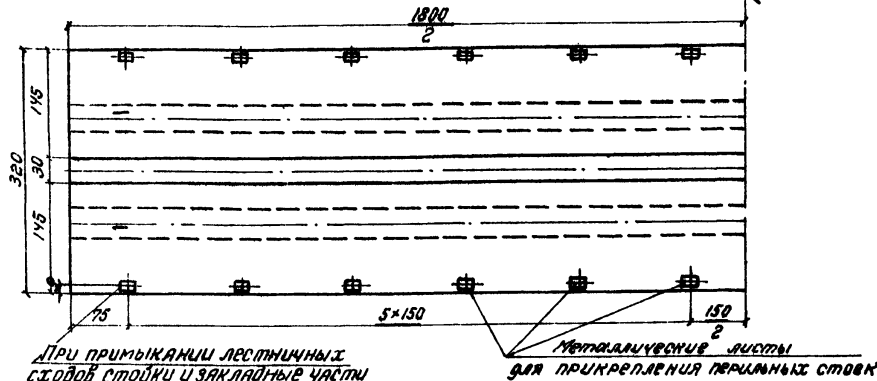 1800
2
145
30
145
320
75
5×150
150
2
При примыкании лестничных
сходов стойки и закладные части
Металлические листы
для прикрепления перильных стоек